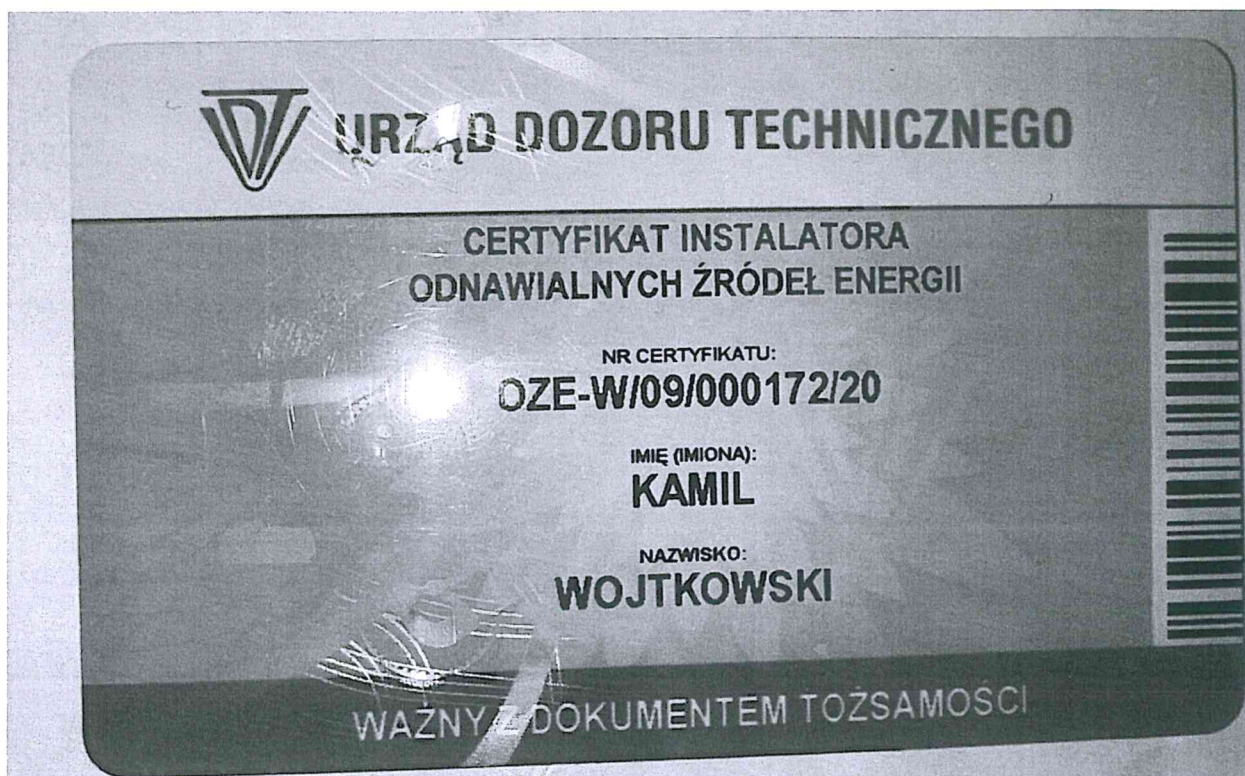 UDT URZĄD DOZORU TECHNICZNEGO
CERTYFIKAT INSTALATORA
ODNAWIALNYCH ŹRÓDEŁ ENERGII
NR CERTYFIKATU:
OZE-W/09/000172/20
IMIĘ (IMIONA):
KAMIL
NAZWISKO:
WOJTKOWSKI
WAŻNY Z DOKUMENTEM TOŻSAMOŚCI